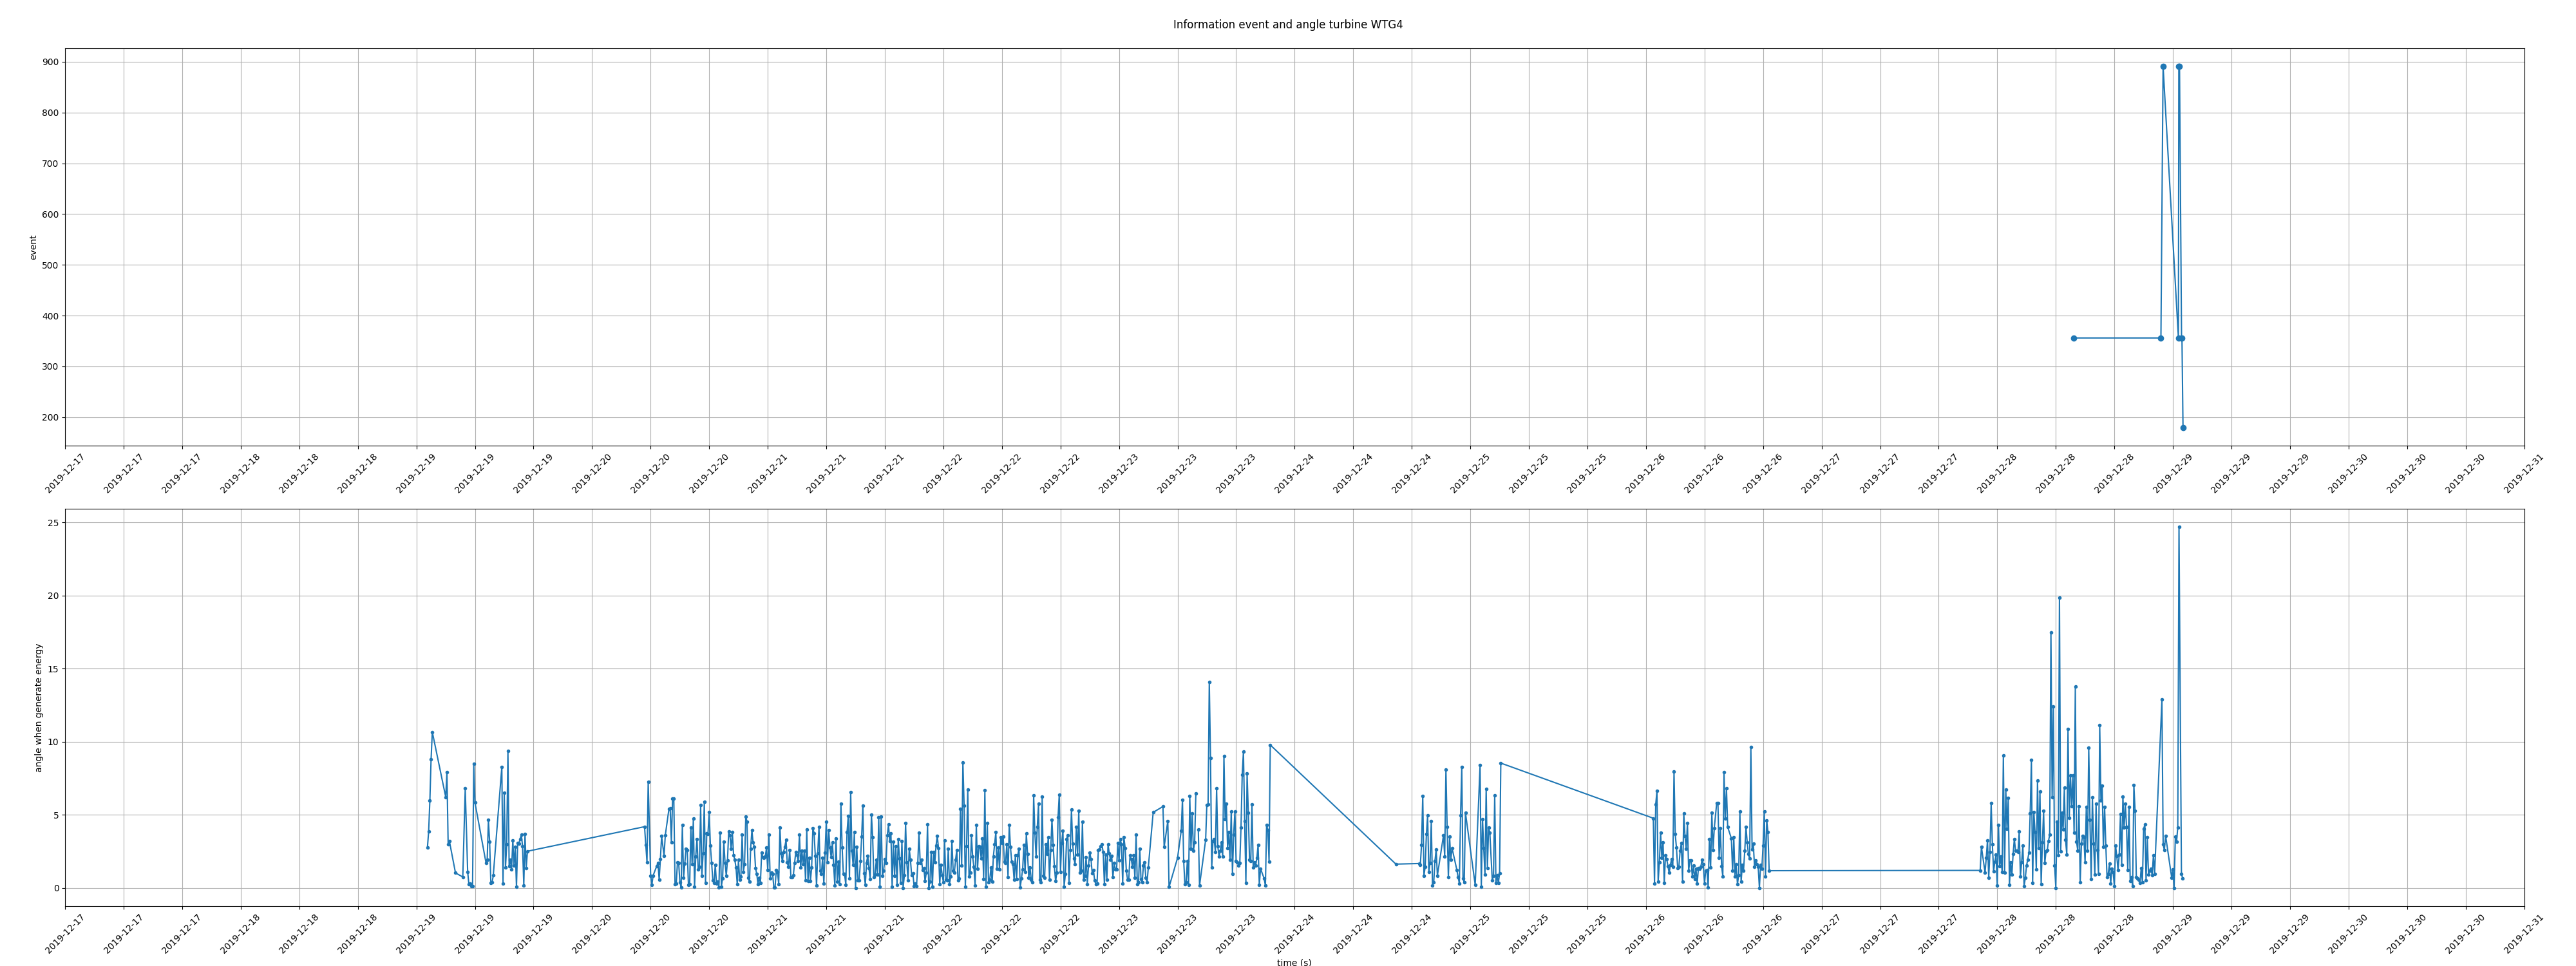 Information event and angle turbine WTG4
900
800
700
600
500
400
300
200
event
2019-12-17 2019-12-17 2019-12-17 2019-12-18 2019-12-18 2019-12-18 2019-12-19 2019-12-19 2019-12-19 2019-12-20 2019-12-20 2019-12-20 2019-12-21 2019-12-21 2019-12-21 2019-12-22 2019-12-22 2019-12-22 2019-12-23 2019-12-23 2019-12-23 2019-12-24 2019-12-24 2019-12-24 2019-12-25 2019-12-25 2019-12-25 2019-12-26 2019-12-26 2019-12-26 2019-12-27 2019-12-27 2019-12-27 2019-12-28 2019-12-28 2019-12-28 2019-12-29 2019-12-29 2019-12-29 2019-12-30 2019-12-30 2019-12-30 2019-12-31
25
20
15
10
5
0
angle when generate energy
2019-12-17 2019-12-17 2019-12-17 2019-12-18 2019-12-18 2019-12-18 2019-12-19 2019-12-19 2019-12-19 2019-12-20 2019-12-20 2019-12-20 2019-12-21 2019-12-21 2019-12-21 2019-12-22 2019-12-22 2019-12-22 2019-12-23 2019-12-23 2019-12-23 2019-12-24 2019-12-24 2019-12-24 2019-12-25 2019-12-25 2019-12-25 2019-12-26 2019-12-26 2019-12-26 2019-12-27 2019-12-27 2019-12-27 2019-12-28 2019-12-28 2019-12-28 2019-12-29 2019-12-29 2019-12-29 2019-12-30 2019-12-30 2019-12-30 2019-12-31
time (s)